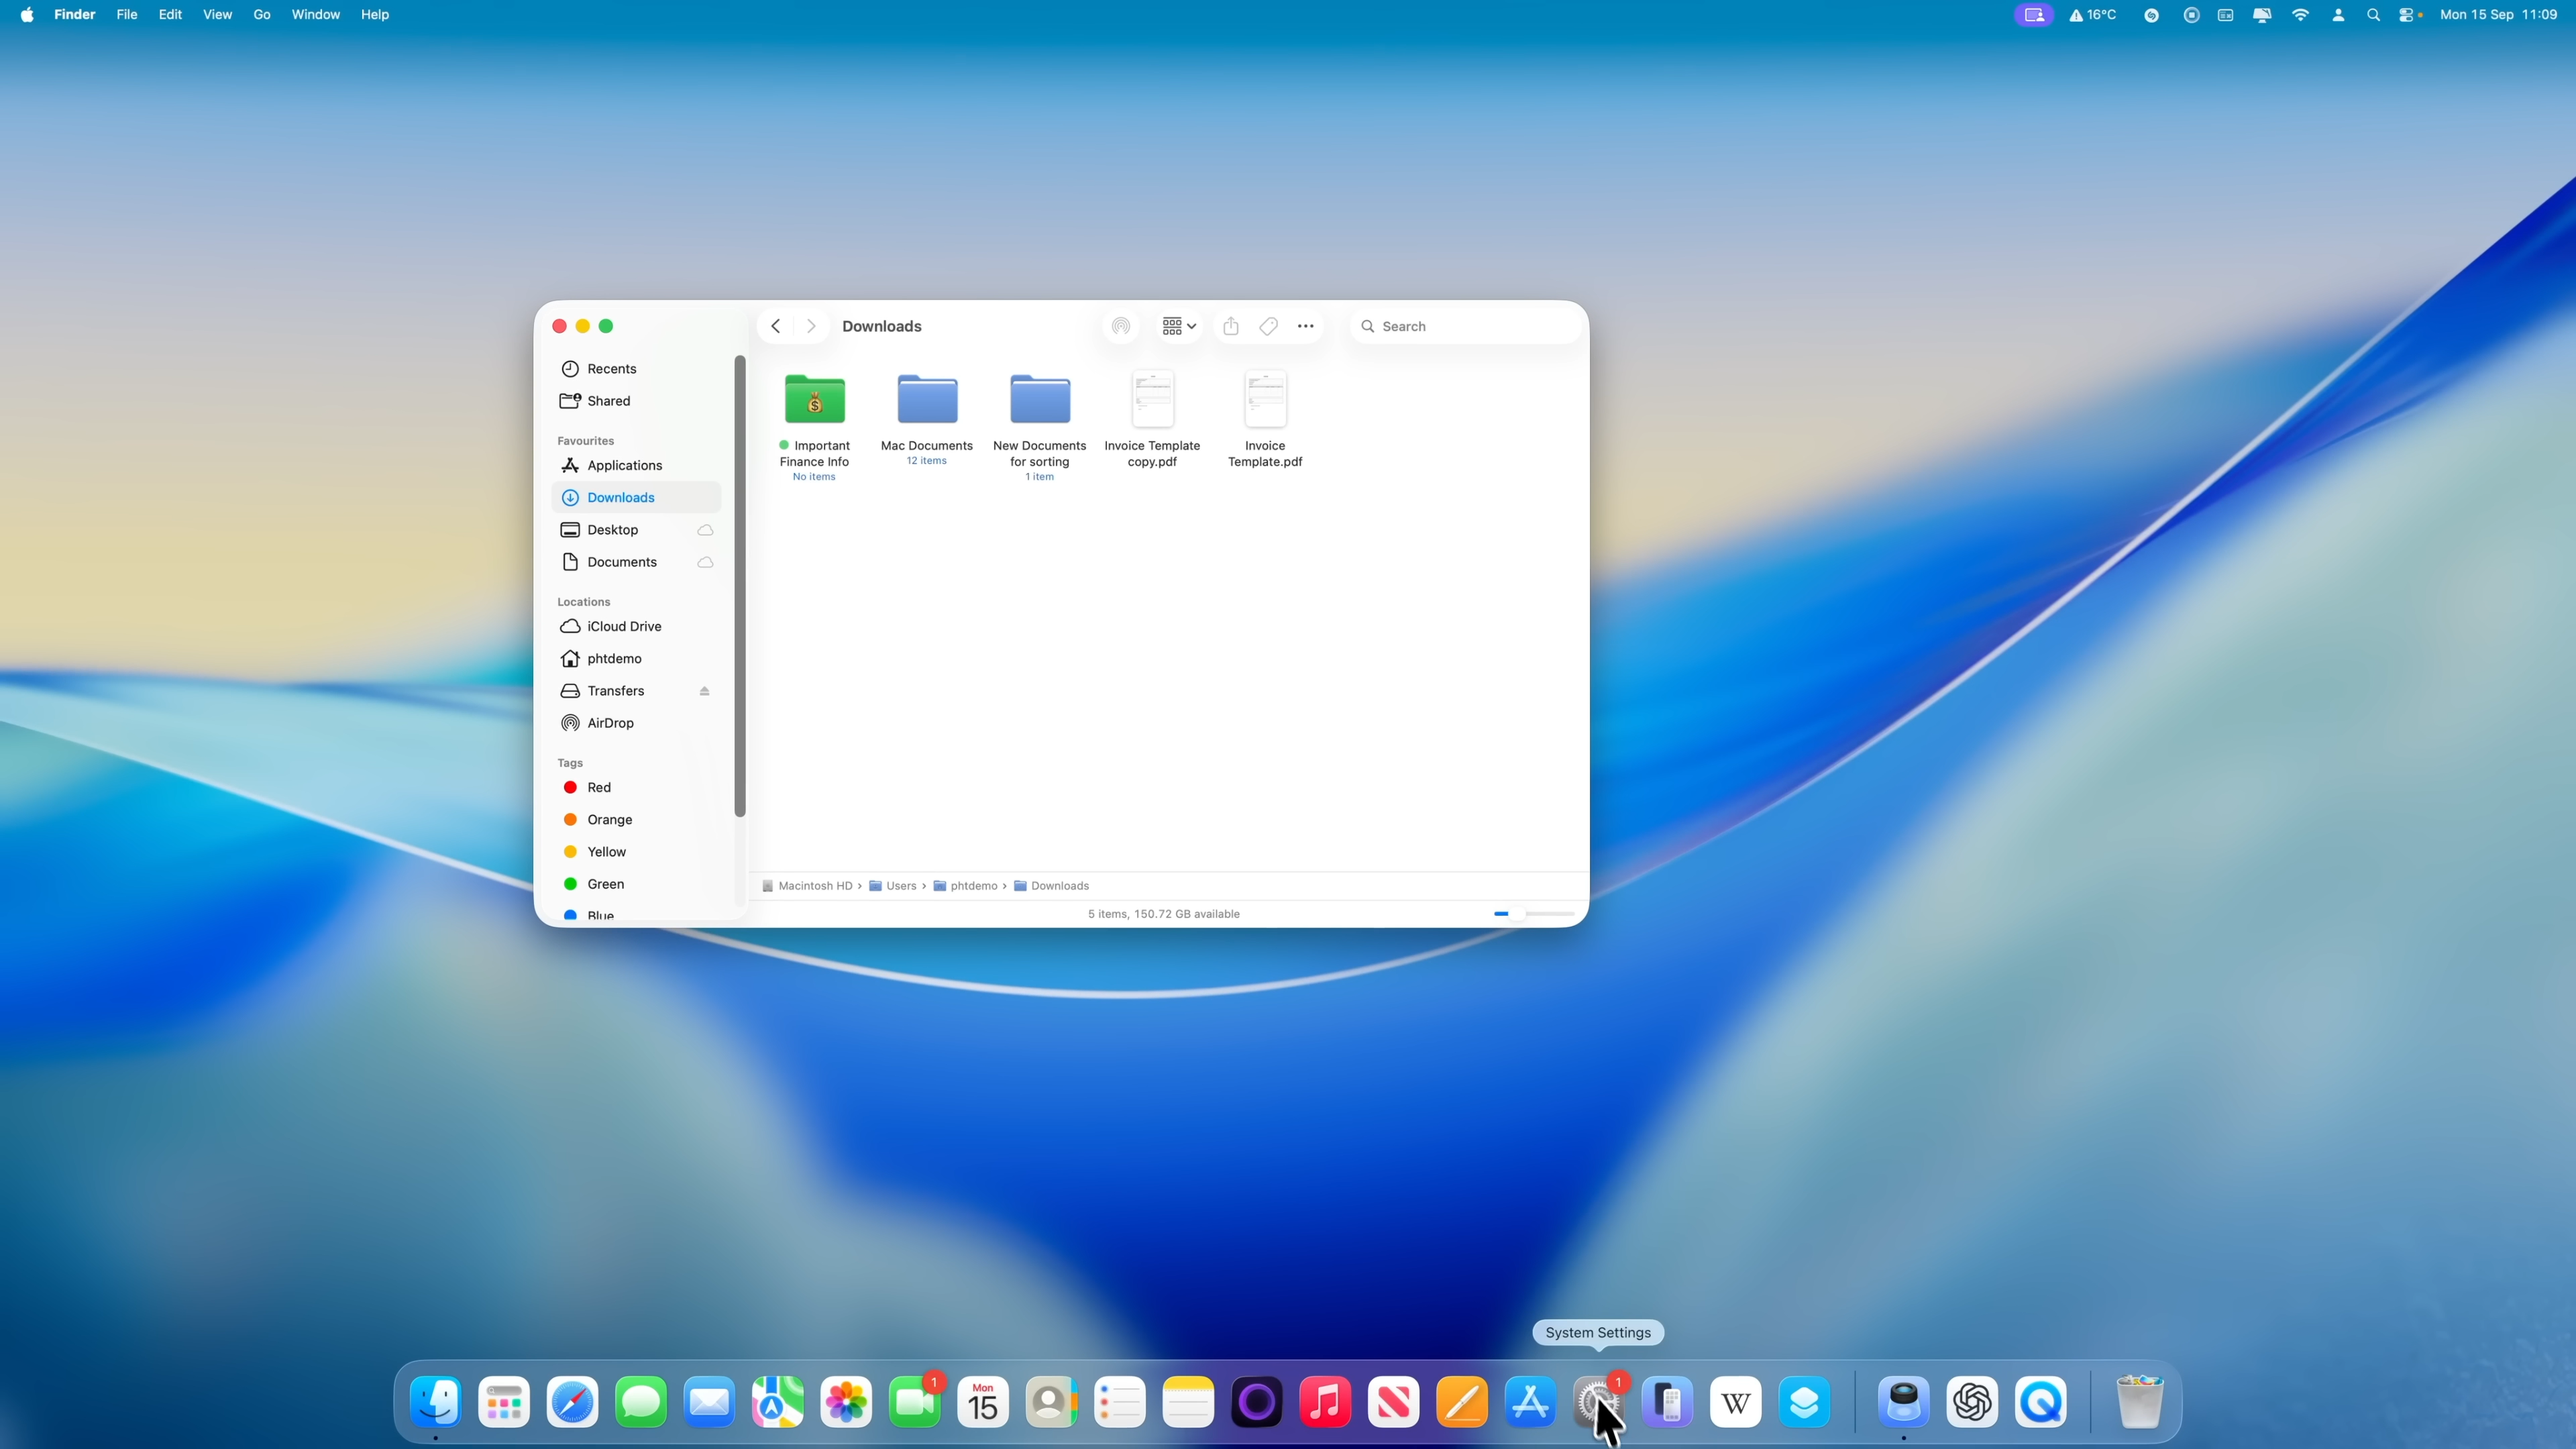 Finder File Edit View Go Window Help
16°C Mon 15 Sep 11:09
Downloads
Search
Recents
Shared
Favourites
Applications
Downloads
Desktop
Documents
Locations
iCloud Drive
phtdemo
Transfers
AirDrop
Tags
Red
Orange
Yellow
Green
Blue
Important
Finance Info
No items
Mac Documents
12 items
New Documents
for sorting
1 item
Invoice Template
copy.pdf
Invoice
Template.pdf
Macintosh HD › Users › phtdemo › Downloads
5 items, 150.72 GB available
System Settings
1
Mon
15
1
W